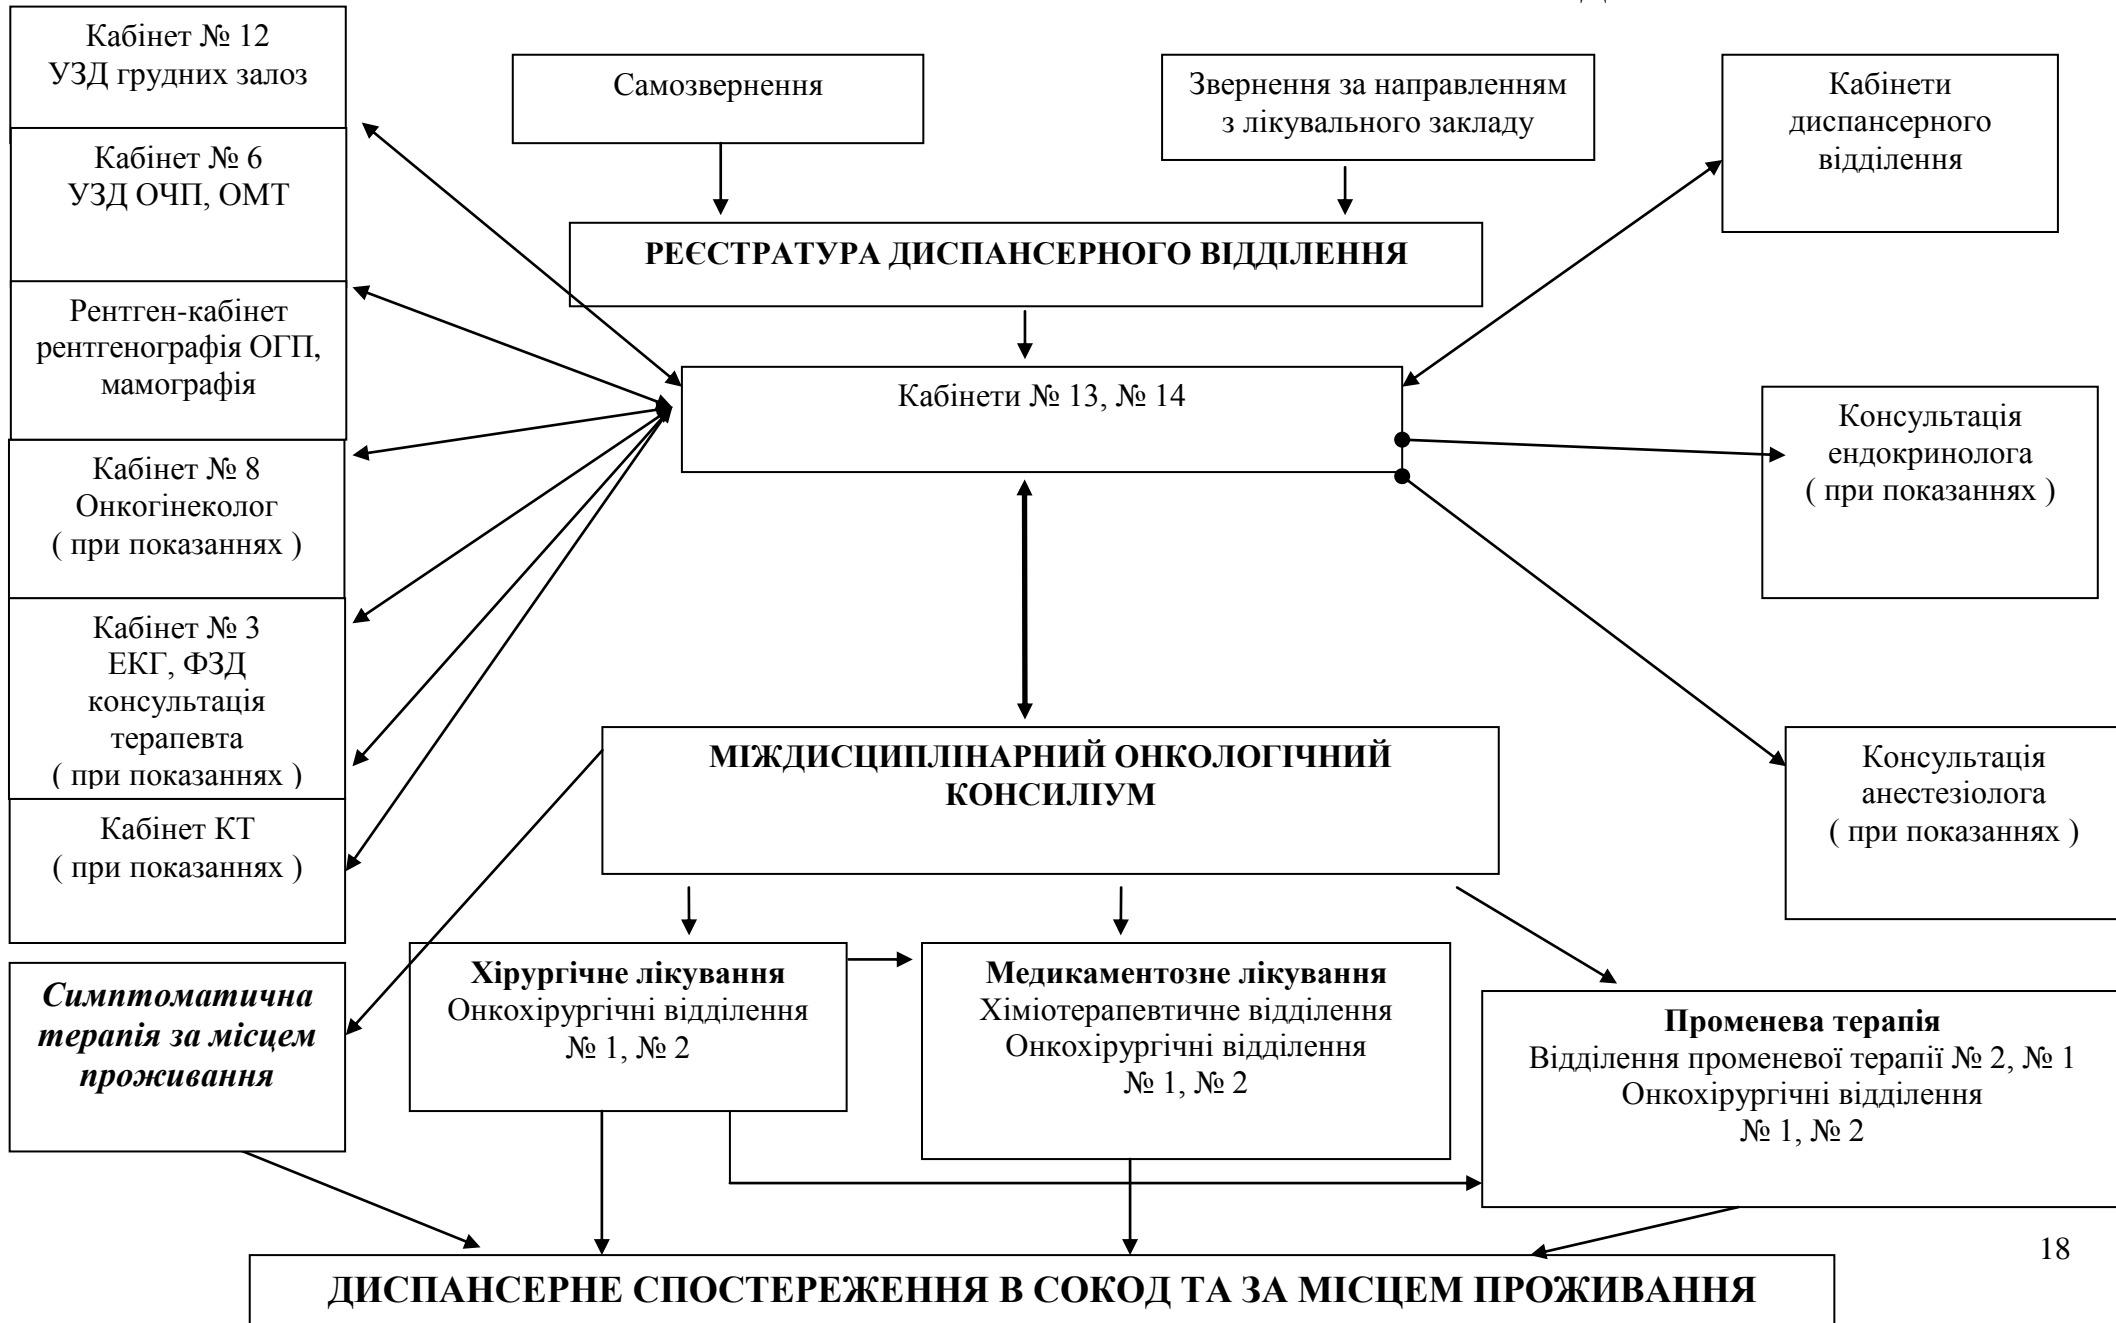 Кабінет № 12
УЗД грудних залоз
Самозвернення
Звернення за направленням
з лікувального закладу
Кабінети
диспансерного
відділення
Кабінет № 6
УЗД ОЧП, ОМТ
РЕЄСТРАТУРА ДИСПАНСЕРНОГО ВІДДІЛЕННЯ
Рентген-кабінет
рентгенографія ОГП,
мамографія
Кабінети № 13, № 14
Консультація
ендокринолога
( при показаннях )
Кабінет № 8
Онкогінеколог
( при показаннях )
Кабінет № 3
ЕКГ, ФЗД
консультація
терапевта
( при показаннях )
МІЖДИСЦИПЛІНАРНИЙ ОНКОЛОГІЧНИЙ
КОНСИЛІУМ
Консультація
анестезіолога
( при показаннях )
Кабінет КТ
( при показаннях )
Симптоматична
терапія за місцем
проживання
Хірургічне лікування
Онкохірургічні відділення
№ 1, № 2
Медикаментозне лікування
Хіміотерапевтичне відділення
Онкохірургічні відділення
№ 1, № 2
Променева терапія
Відділення променевої терапії № 2, № 1
Онкохірургічні відділення
№ 1, № 2
18
ДИСПАНСЕРНЕ СПОСТЕРЕЖЕННЯ В СОКОД ТА ЗА МІСЦЕМ ПРОЖИВАННЯ